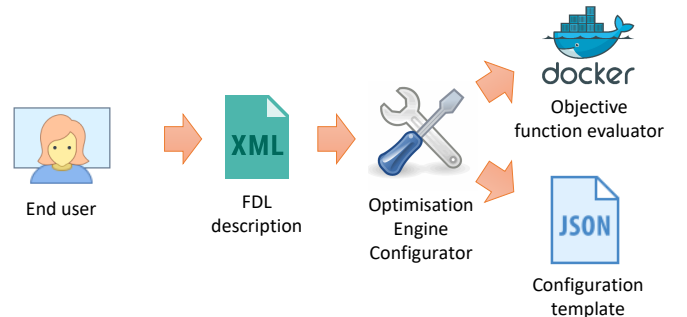 End user
XML
FDL
description
Optimisation
Engine
Configurator
docker
Objective
function evaluator
JSON
Configuration
template